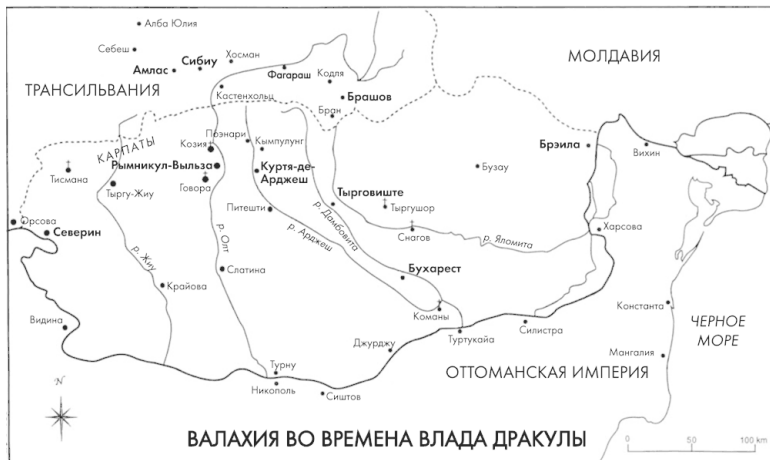 Алба Юлия
Себеш
Амлас
Сибиу
Хосман
Фагараш
Кодля
МОЛДАВИЯ
ТРАНСИЛЬВАНИЯ
Кастенхольц
Брашов
Бран
КАРПАТЫ
Козия
Поэнари
Кымпулунг
Брэила
Вихин
Тисмана
Рымникул-Выльза
Куртя-де-
Арджеш
Бузау
Тыргу-Жиу
Говора
Тырговиште
Тыргушор
Орсова
Северин
Питешти
р. Дамбовита
Снагов
р. Яломита
Харсова
р. Жиу
р. Олт
р. Арджеш
Слатина
Бухарест
Крайова
Видина
Команы
Константа
Силистра
Туртукайа
ЧЕРНОЕ
МОРЕ
Джурджу
Мангалия
Турну
ОТТОМАНСКАЯ ИМПЕРИЯ
Никополь
Сиштов
N
ВАЛАХИЯ ВО ВРЕМЕНА ВЛАДА ДРАКУЛЫ
0 50 100 km